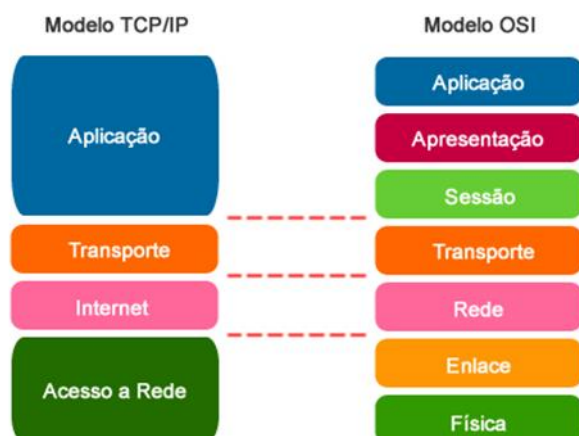 Modelo TCP/IP
Aplicação
Transporte
Internet
Acesso a Rede
Modelo OSI
Aplicação
Apresentação
Sessão
Transporte
Rede
Enlace
Física